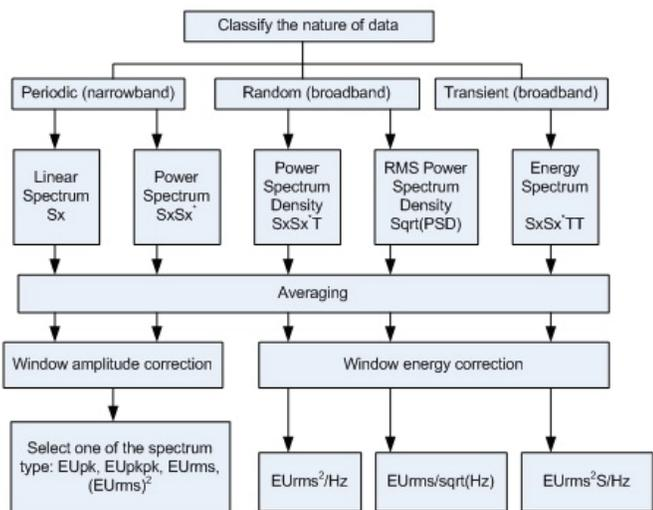 Classify the nature of data
Periodic (narrowband)
Random (broadband)
Transient (broadband)
Linear
Spectrum
Sx
Power
Spectrum
SxSx*
Power
Spectrum
Density
SxSx*T
RMS Power
Spectrum
Density
Sqrt(PSD)
Energy
Spectrum
SxSx*TT
Averaging
Window amplitude correction
Window energy correction
Select one of the spectrum
type: EUpk, EUpkpk, EUrms,
(EUrms)²
EUrms²/Hz
EUrms/sqrt(Hz)
EUrms²S/Hz